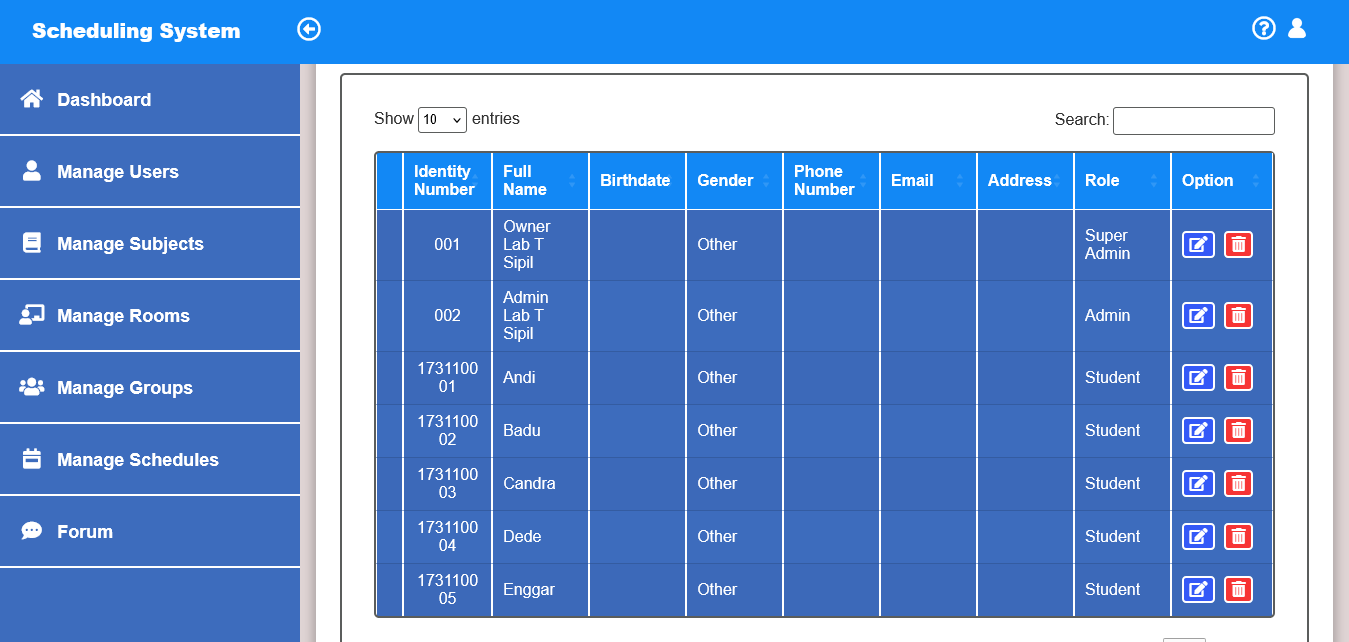 Scheduling System
Dashboard
Manage Users
Manage Subjects
Manage Rooms
Manage Groups
Manage Schedules
Forum
Show 10 entries
Search:
Identity Number Full Name Birthdate Gender Phone Number Email Address Role Option
001 Owner Lab T Sipil Other Super Admin
002 Admin Lab T Sipil Other Admin
173110001 Andi Other Student
173110002 Badu Other Student
173110003 Candra Other Student
173110004 Dede Other Student
173110005 Enggar Other Student